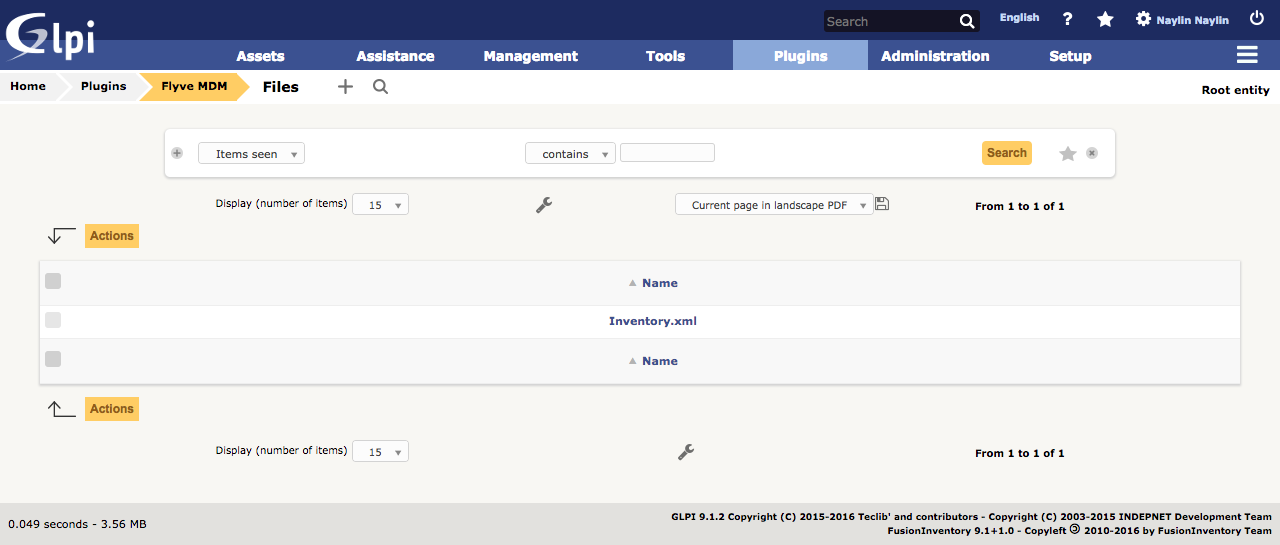 Glpi
Search English ? Naylin Naylin
Assets Assistance Management Tools Plugins Administration Setup
Home Plugins Flyve MDM Files Root entity
Items seen contains Search
Display (number of items) 15 Current page in landscape PDF From 1 to 1 of 1
Actions
Name
Inventory.xml
Name
Actions
Display (number of items) 15 From 1 to 1 of 1
0.049 seconds - 3.56 MB
GLPI 9.1.2 Copyright (C) 2015-2016 Teclib' and contributors - Copyright (C) 2003-2015 INDEPNET Development Team
FusionInventory 9.1+1.0 - Copyleft 🄯 2010-2016 by FusionInventory Team